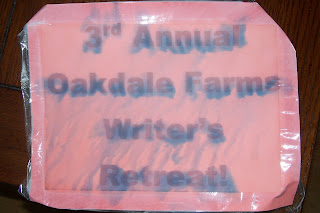 3rd Annual
Oakdale Farms
Writer's
Retreat!